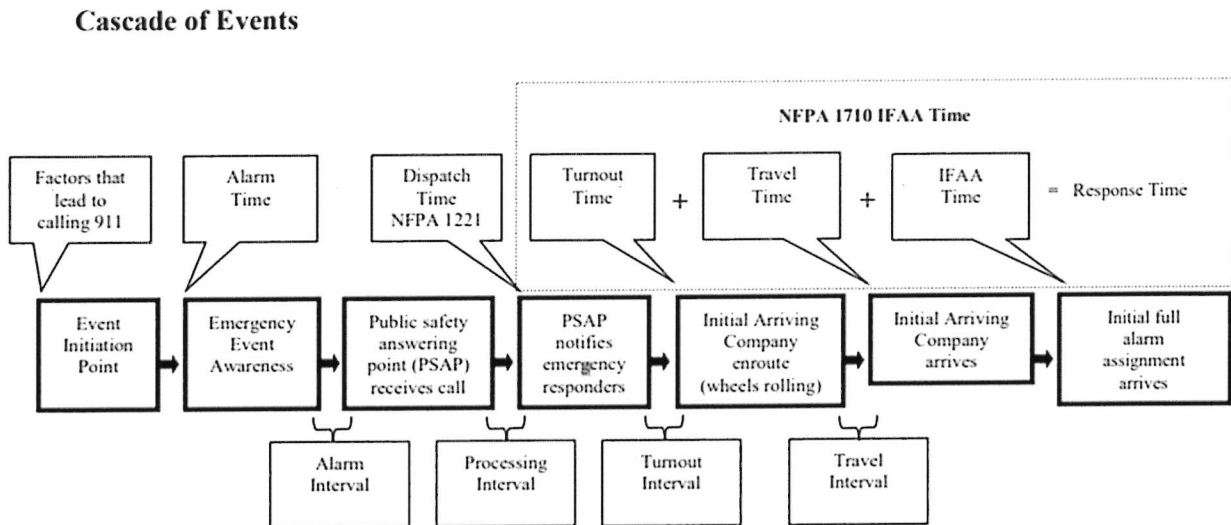 Cascade of Events
NFPA 1710 IFAA Time
Factors that
lead to
calling 911
Alarm
Time
Dispatch
Time
NFPA 1221
Turnout
Time
+
Travel
Time
+
IFAA
Time
= Response Time
Event
Initiation
Point
Emergency
Event
Awareness
Public safety
answering
point (PSAP)
receives call
PSAP
notifies
emergency
responders
Initial Arriving
Company
enroute
(wheels rolling)
Initial Arriving
Company
arrives
Initial full
alarm
assignment
arrives
Alarm
Interval
Processing
Interval
Turnout
Interval
Travel
Interval